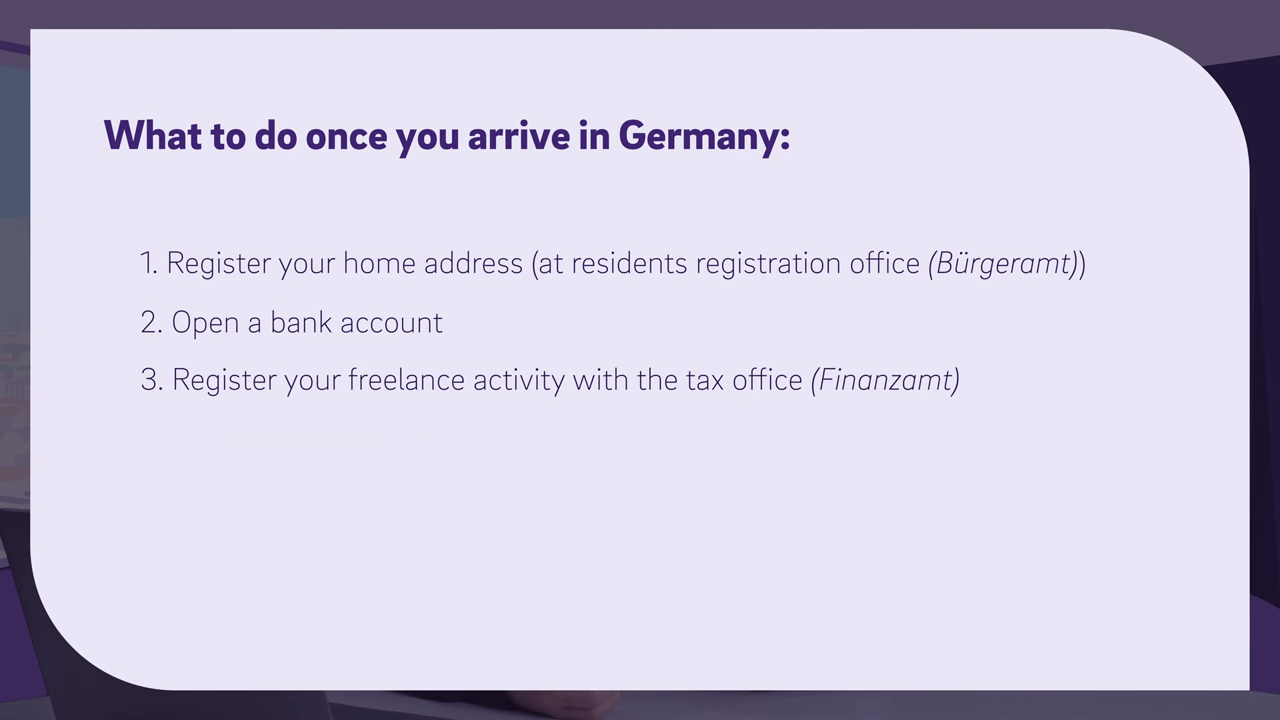 What to do once you arrive in Germany:
1. Register your home address (at residents registration office (Bürgeramt))
2. Open a bank account
3. Register your freelance activity with the tax office (Finanzamt)